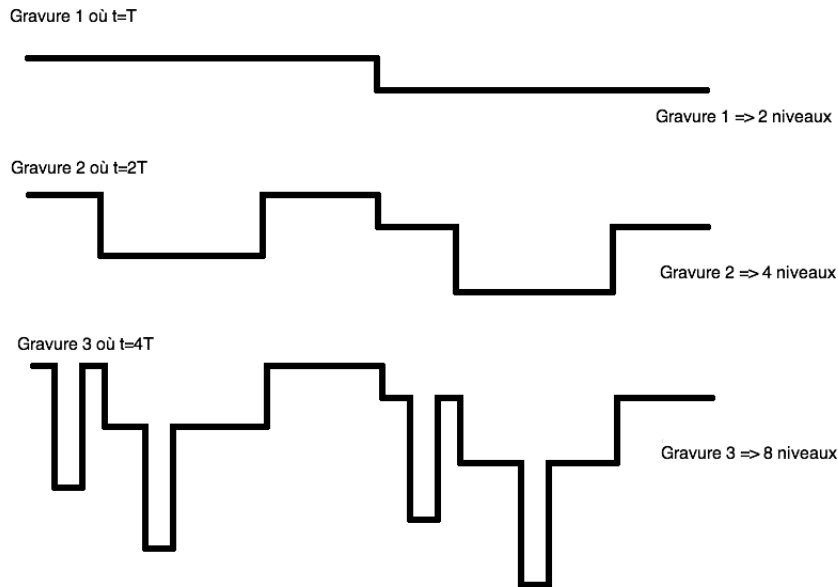 Gravure 1 où t=T
Gravure 1 => 2 niveaux
Gravure 2 où t=2T
Gravure 2 => 4 niveaux
Gravure 3 où t=4T
Gravure 3 => 8 niveaux